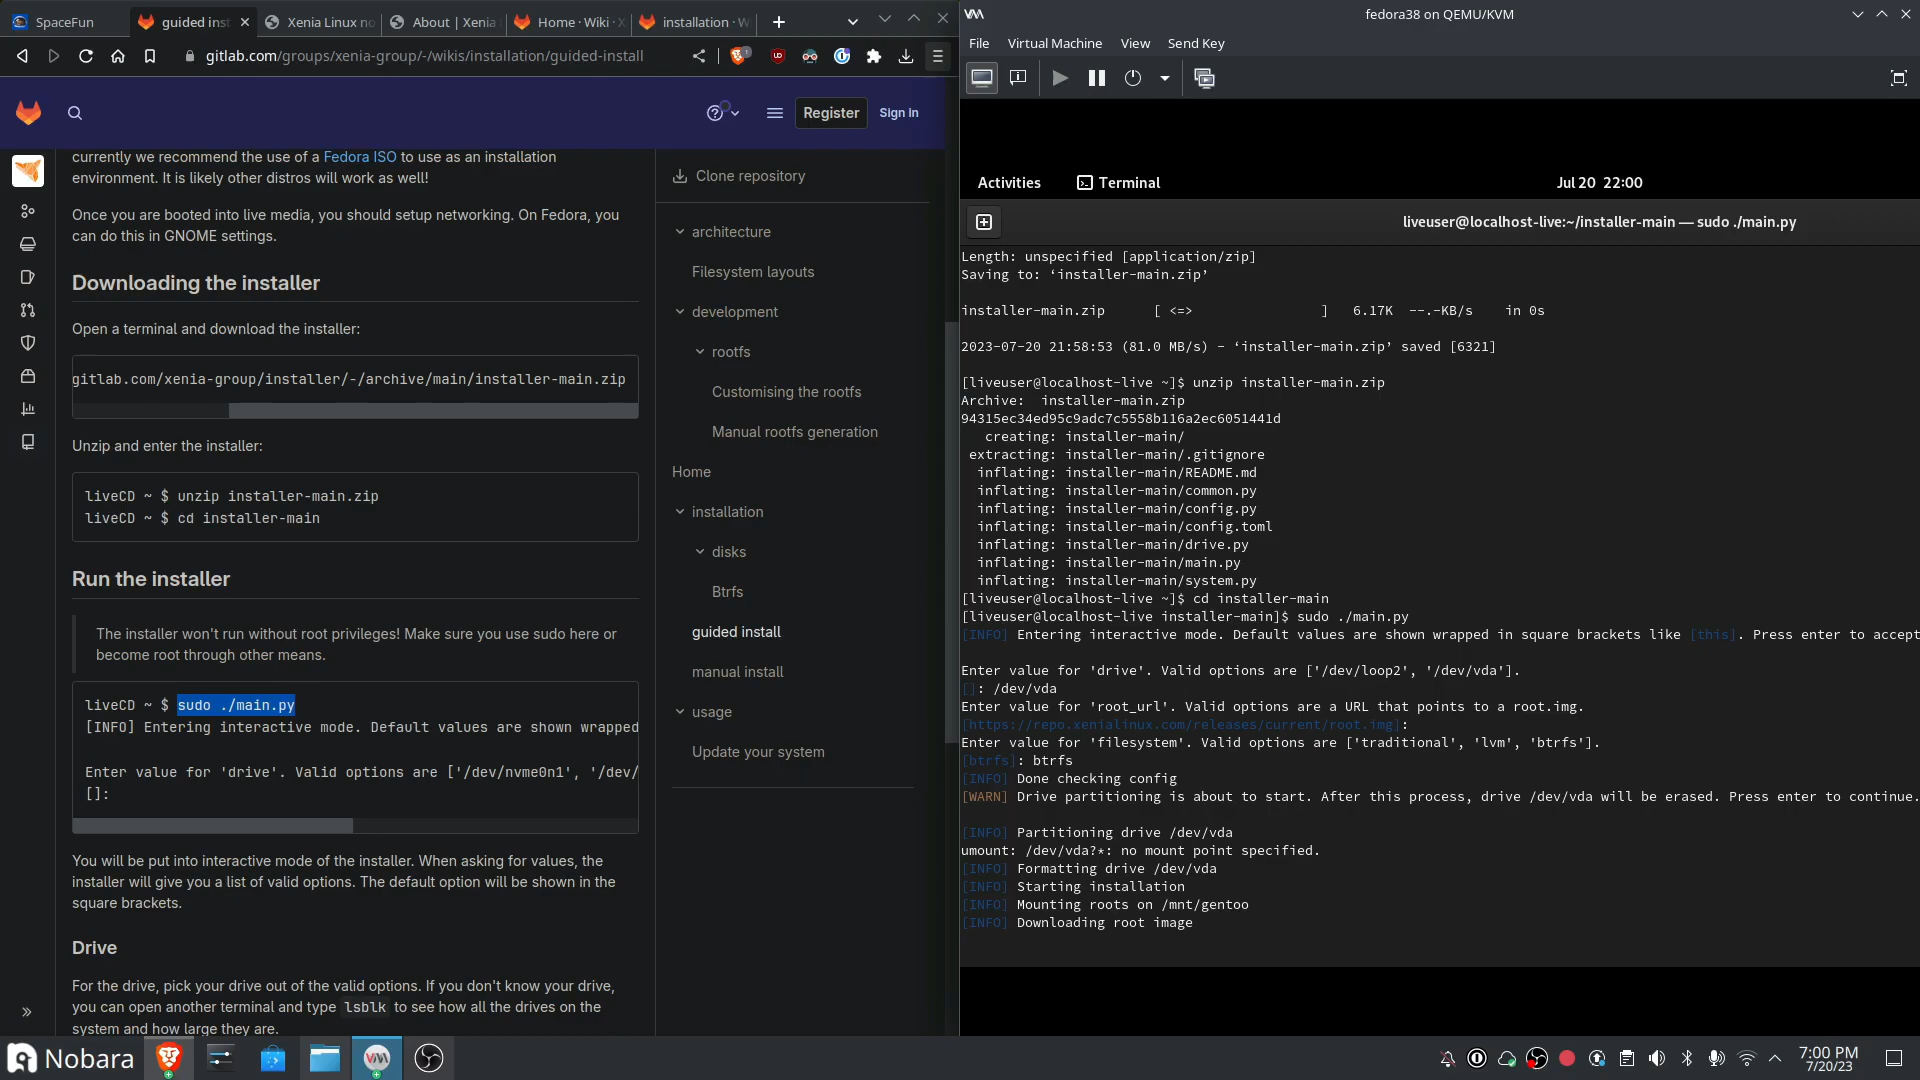 SpaceFun
guided inst
Xenia Linux no
About | Xenia
Home · Wiki · X
installation · W
gitlab.com/groups/xenia-group/-/wikis/installation/guided-install
Register
Sign in
currently we recommend the use of a Fedora ISO to use as an installation
environment. It is likely other distros will work as well!
Once you are booted into live media, you should setup networking. On Fedora, you
can do this in GNOME settings.
Downloading the installer
Open a terminal and download the installer:
gitlab.com/xenia-group/installer/-/archive/main/installer-main.zip
Unzip and enter the installer:
liveCD ~ $ unzip installer-main.zip
liveCD ~ $ cd installer-main
Run the installer
The installer won't run without root privileges! Make sure you use sudo here or
become root through other means.
liveCD ~ $ sudo ./main.py
[INFO] Entering interactive mode. Default values are shown wrapped
Enter value for 'drive'. Valid options are ['/dev/nvme0n1', '/dev/
[]:
You will be put into interactive mode of the installer. When asking for values, the
installer will give you a list of valid options. The default option will be shown in the
square brackets.
Drive
For the drive, pick your drive out of the valid options. If you don't know your drive,
you can open another terminal and type lsblk to see how all the drives on the
system and how large they are.
Clone repository
architecture
Filesystem layouts
development
rootfs
Customising the rootfs
Manual rootfs generation
Home
installation
disks
Btrfs
guided install
manual install
usage
Update your system
fedora38 on QEMU/KVM
File Virtual Machine View Send Key
Activities
Terminal
Jul 20 22:00
liveuser@localhost-live:~/installer-main — sudo ./main.py
Length: unspecified [application/zip]
Saving to: ‘installer-main.zip’
installer-main.zip [ <=> ] 6.17K --.-KB/s in 0s
2023-07-20 21:58:53 (81.0 MB/s) - ‘installer-main.zip’ saved [6321]
[liveuser@localhost-live ~]$ unzip installer-main.zip
Archive: installer-main.zip
94315ec34ed95c9adc7c5558b116a2ec6051441d
creating: installer-main/
extracting: installer-main/.gitignore
inflating: installer-main/README.md
inflating: installer-main/common.py
inflating: installer-main/config.py
inflating: installer-main/config.toml
inflating: installer-main/drive.py
inflating: installer-main/main.py
inflating: installer-main/system.py
[liveuser@localhost-live ~]$ cd installer-main
[liveuser@localhost-live installer-main]$ sudo ./main.py
[INFO] Entering interactive mode. Default values are shown wrapped in square brackets like [this]. Press enter to accept
Enter value for 'drive'. Valid options are ['/dev/loop2', '/dev/vda'].
[]: /dev/vda
Enter value for 'root_url'. Valid options are a URL that points to a root.img.
[https://repo.xenialinux.com/releases/current/root.img]:
Enter value for 'filesystem'. Valid options are ['traditional', 'lvm', 'btrfs'].
[btrfs]: btrfs
[INFO] Done checking config
[WARN] Drive partitioning is about to start. After this process, drive /dev/vda will be erased. Press enter to continue.
[INFO] Partitioning drive /dev/vda
umount: /dev/vda?*: no mount point specified.
[INFO] Formatting drive /dev/vda
[INFO] Starting installation
[INFO] Mounting roots on /mnt/gentoo
[INFO] Downloading root image
Nobara
7:00 PM
7/20/23